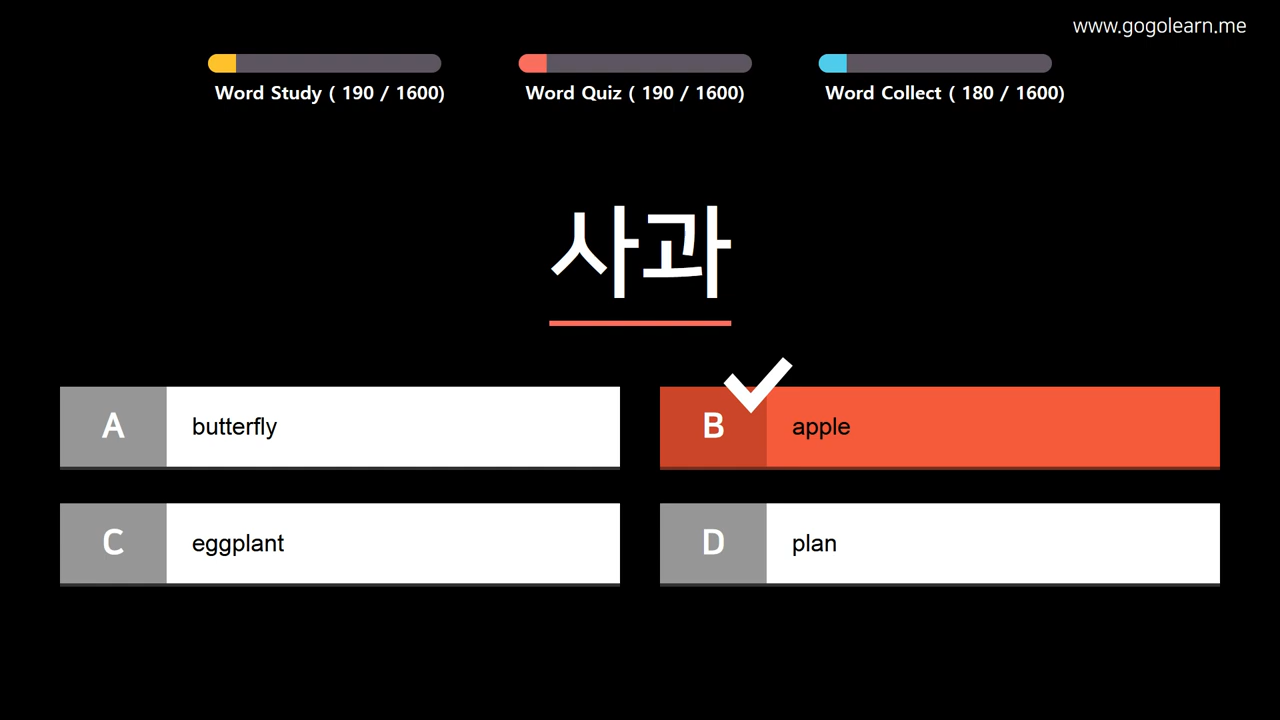 www.gogolearn.me
Word Study ( 190 / 1600)
Word Quiz ( 190 / 1600)
Word Collect ( 180 / 1600)
사과
A butterfly
B apple
C eggplant
D plan